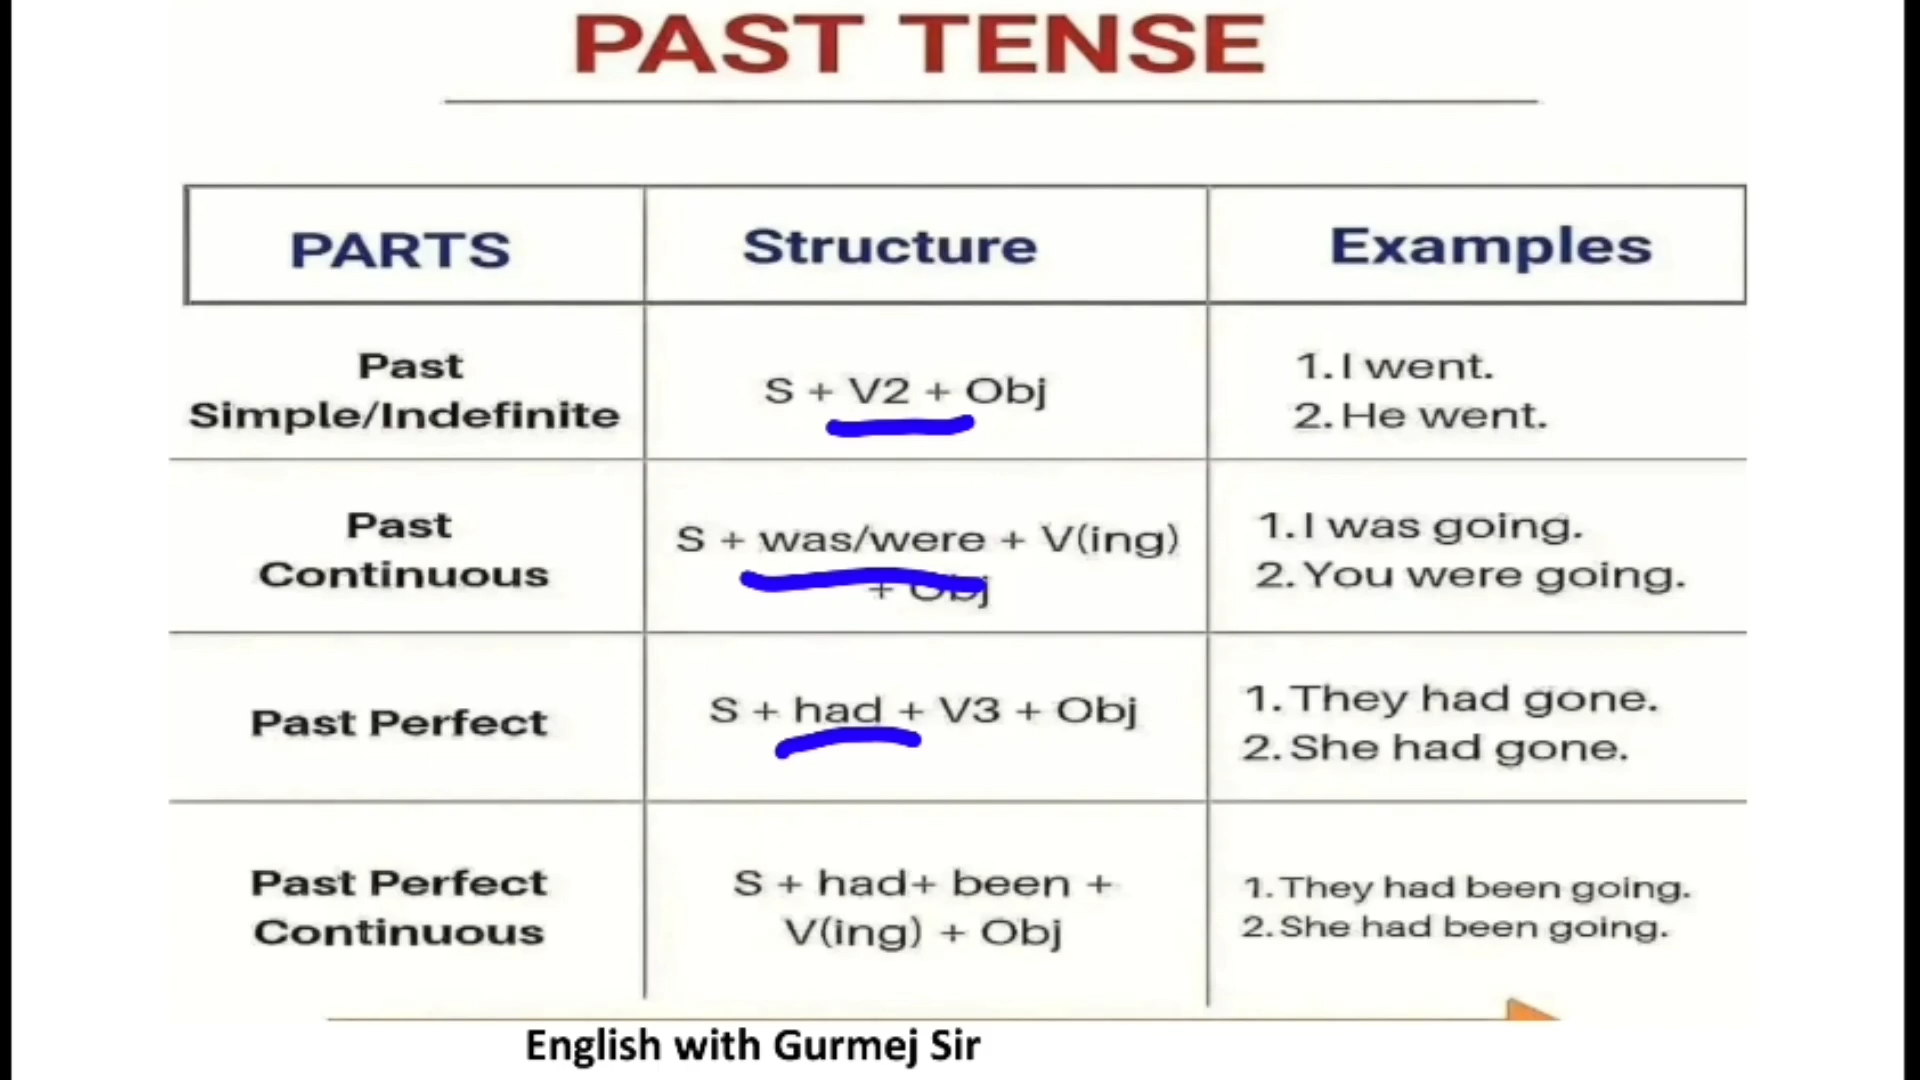 PAST TENSE
PARTS
Structure
Examples
Past
Simple/Indefinite
S + V2 + Obj
1. I went.
2. He went.
Past
Continuous
S + was/were + V(ing)
+ Obj
1. I was going.
2. You were going.
Past Perfect
S + had + V3 + Obj
1. They had gone.
2. She had gone.
Past Perfect
Continuous
S + had+ been +
V(ing) + Obj
1. They had been going.
2. She had been going.
English with Gurmej Sir